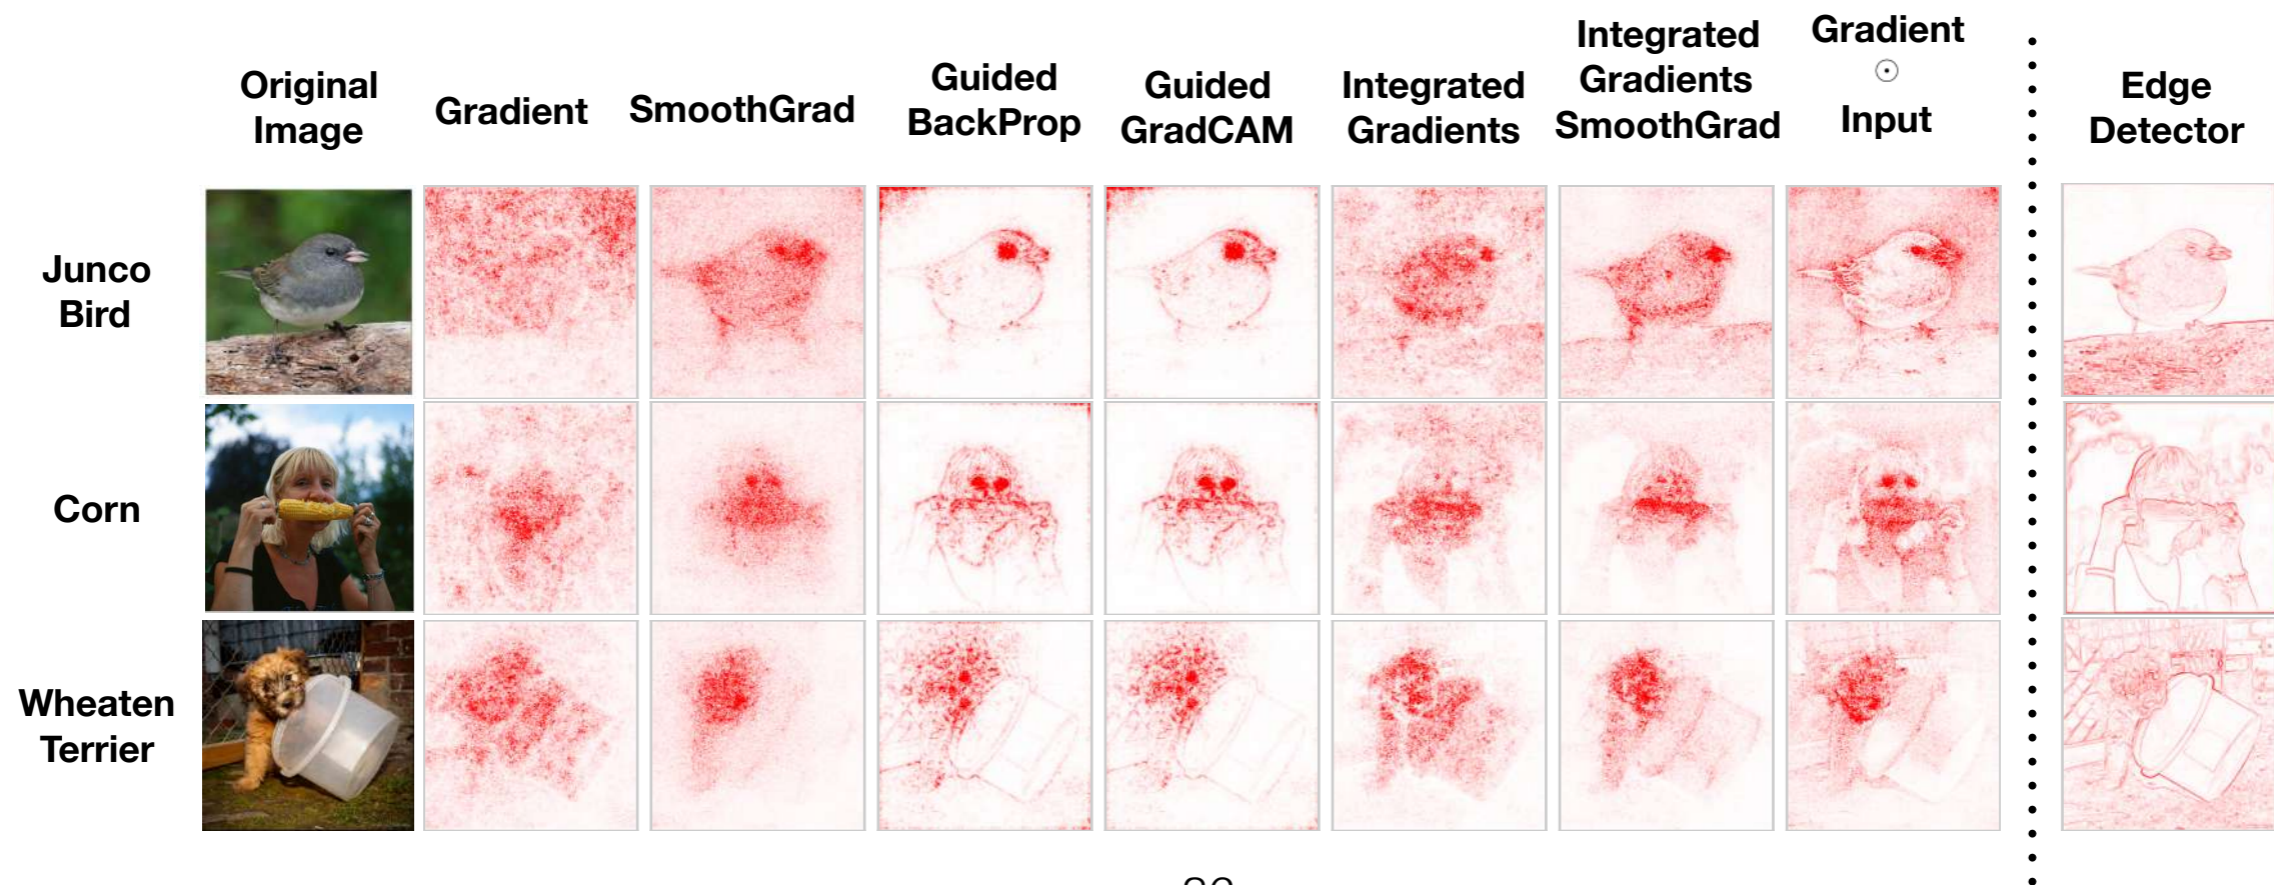 Original
Image
Gradient
SmoothGrad
Guided
BackProp
Guided
GradCAM
Integrated
Gradients
Integrated
Gradients
SmoothGrad
Gradient
⊙
Input
Edge
Detector
Junco
Bird
Corn
Wheaten
Terrier